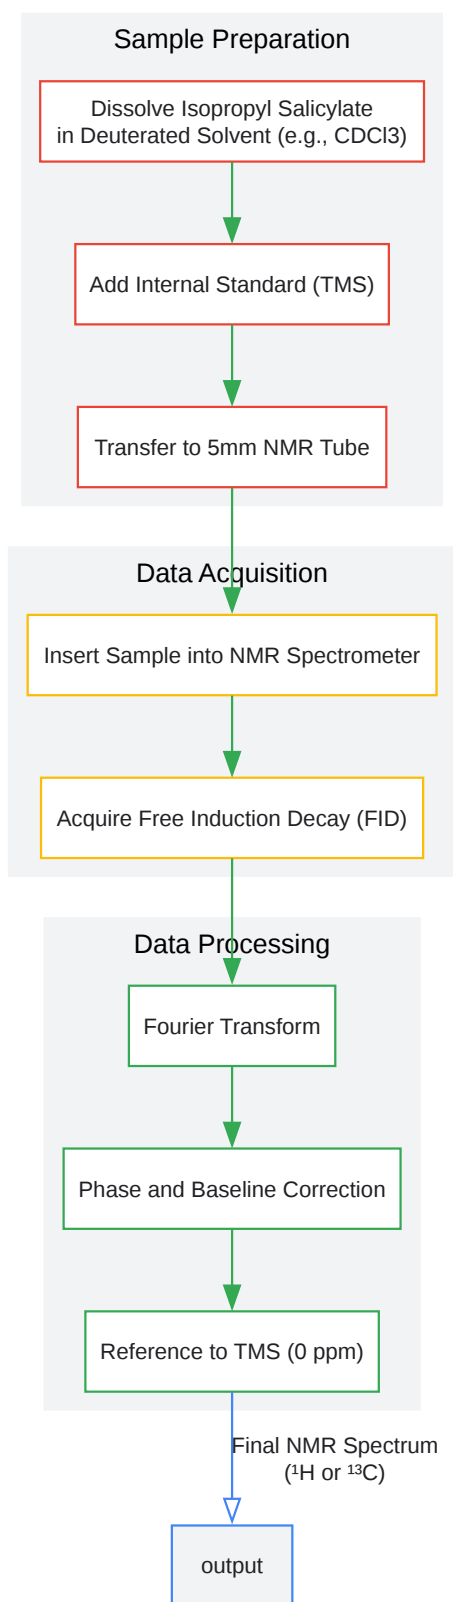 Sample Preparation
Dissolve Isopropyl Salicylate
in Deuterated Solvent (e.g., CDCl3)
Add Internal Standard (TMS)
Transfer to 5mm NMR Tube
Data Acquisition
Insert Sample into NMR Spectrometer
Acquire Free Induction Decay (FID)
Data Processing
Fourier Transform
Phase and Baseline Correction
Reference to TMS (0 ppm)
Final NMR Spectrum
(¹H or ¹³C)
output